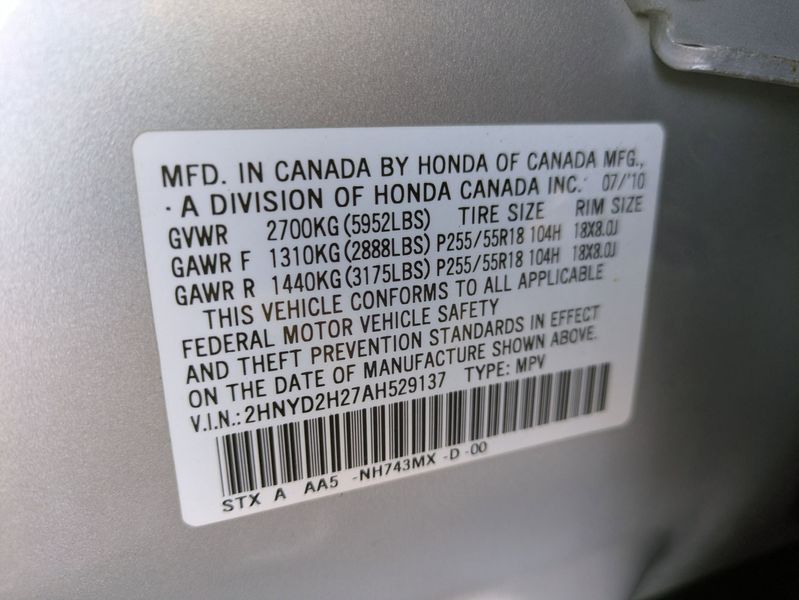 MFD. IN CANADA BY HONDA OF CANADA MFG.,
· A DIVISION OF HONDA CANADA INC. 07/'10
GVWR 2700KG (5952LBS) TIRE SIZE RIM SIZE
GAWR F 1310KG (2888LBS) P255/55R18 104H 18X8.0J
GAWR R 1440KG (3175LBS) P255/55R18 104H 18X8.0J
THIS VEHICLE CONFORMS TO ALL APPLICABLE
FEDERAL MOTOR VEHICLE SAFETY
AND THEFT PREVENTION STANDARDS IN EFFECT
ON THE DATE OF MANUFACTURE SHOWN ABOVE.
V.I.N.: 2HNYD2H27AH529137 TYPE: MPV
STX A AA5 -NH743MX -D -00